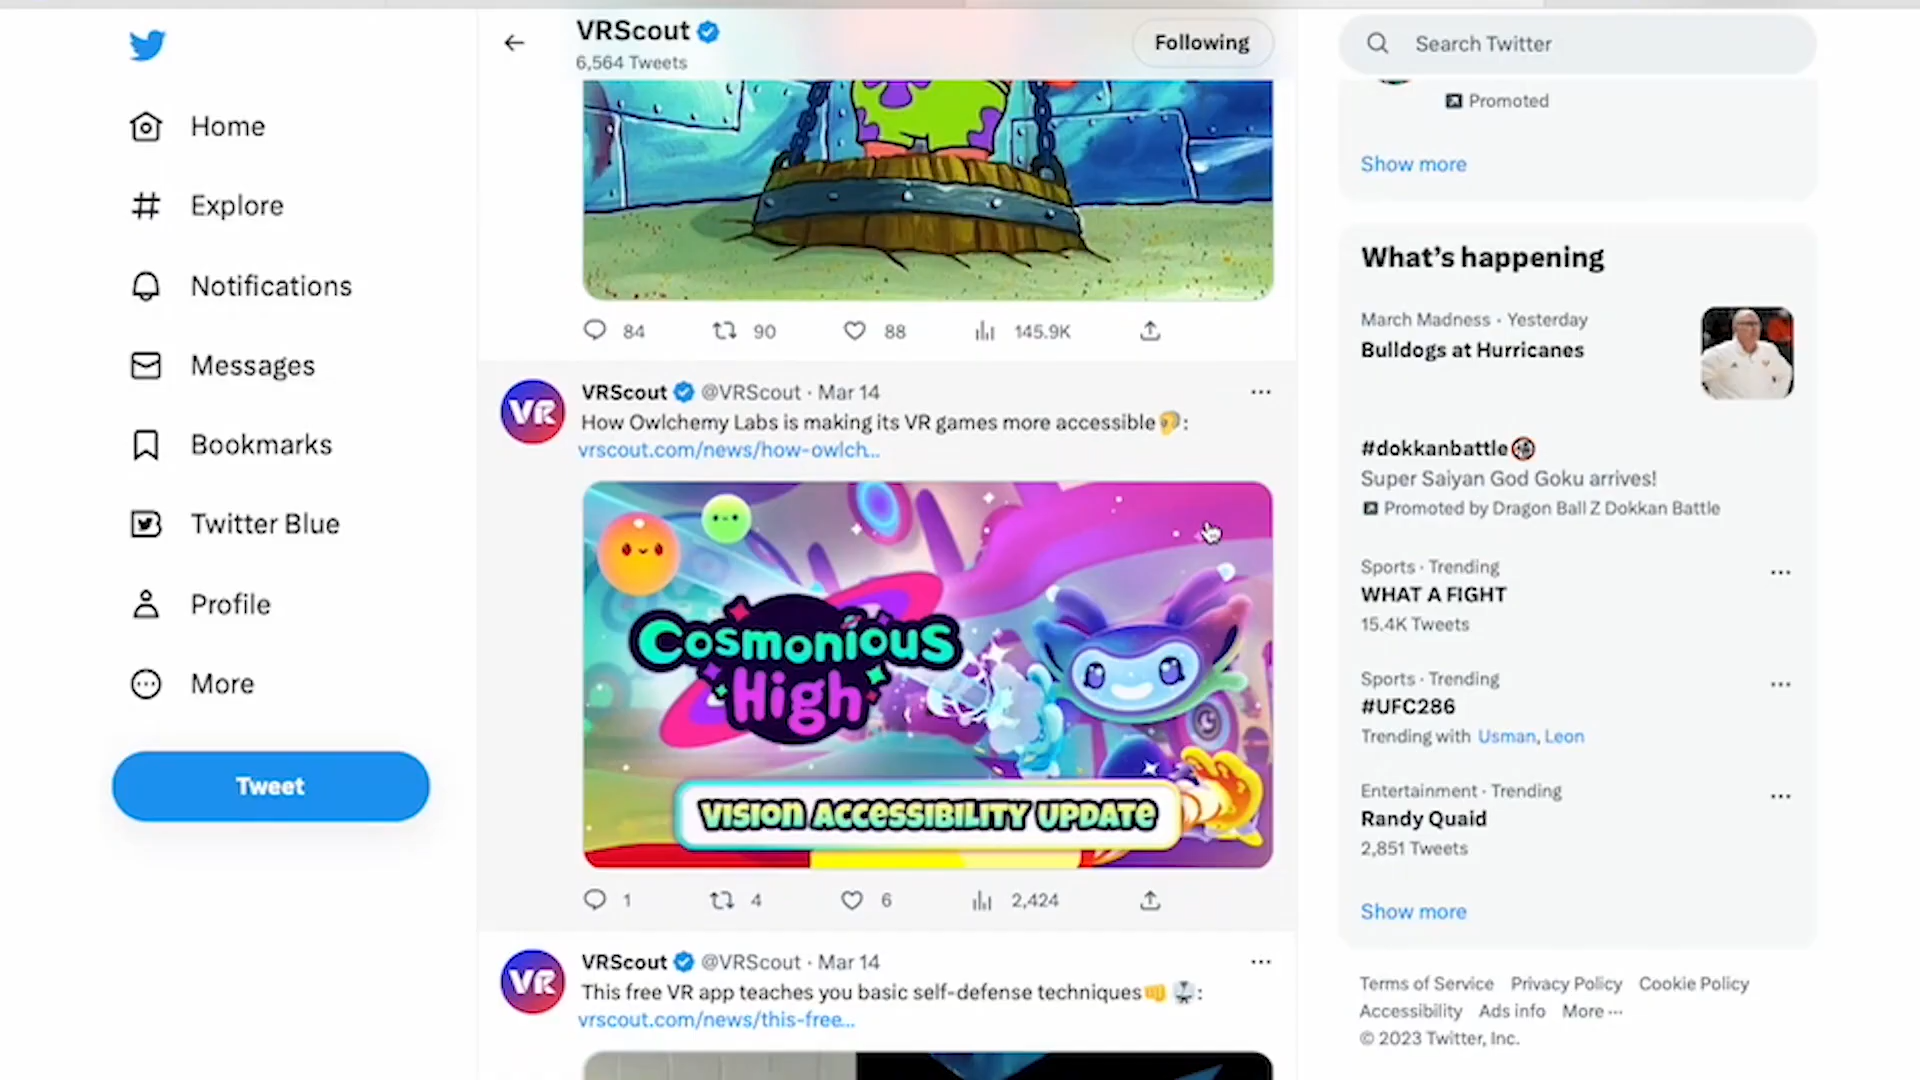 Home
Explore
Notifications
Messages
Bookmarks
Twitter Blue
Profile
More
Tweet
VRScout
6,564 Tweets
Following
84
90
88
145.9K
VR
VRScout @VRScout · Mar 14
How Owlchemy Labs is making its VR games more accessible🦻:
vrscout.com/news/how-owlch...
Cosmonious
High
VISION ACCESSIBILITY UPDATE
1
4
6
2,424
VR
VRScout @VRScout · Mar 14
This free VR app teaches you basic self-defense techniques👊 🥋:
vrscout.com/news/this-free...
Search Twitter
Promoted
Show more
What's happening
March Madness · Yesterday
Bulldogs at Hurricanes
#dokkanbattle
Super Saiyan God Goku arrives!
Promoted by Dragon Ball Z Dokkan Battle
Sports · Trending
WHAT A FIGHT
15.4K Tweets
Sports · Trending
#UFC286
Trending with Usman, Leon
Entertainment · Trending
Randy Quaid
2,851 Tweets
Show more
Terms of Service Privacy Policy Cookie Policy
Accessibility Ads info More ···
© 2023 Twitter, Inc.